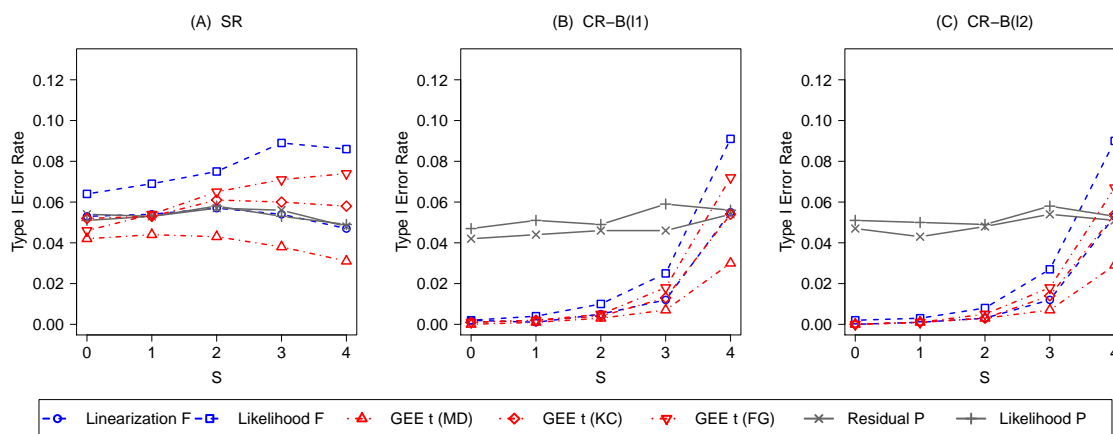 (A) SR
(B) CR−B(l1)
(C) CR−B(l2)
Type I Error Rate
0.12
0.10
0.08
0.06
0.04
0.02
0.00
0 1 2 3 4
S
Type I Error Rate
0.12
0.10
0.08
0.06
0.04
0.02
0.00
0 1 2 3 4
S
Type I Error Rate
0.12
0.10
0.08
0.06
0.04
0.02
0.00
0 1 2 3 4
S
Linearization F Likelihood F GEE t (MD) GEE t (KC) GEE t (FG) Residual P Likelihood P